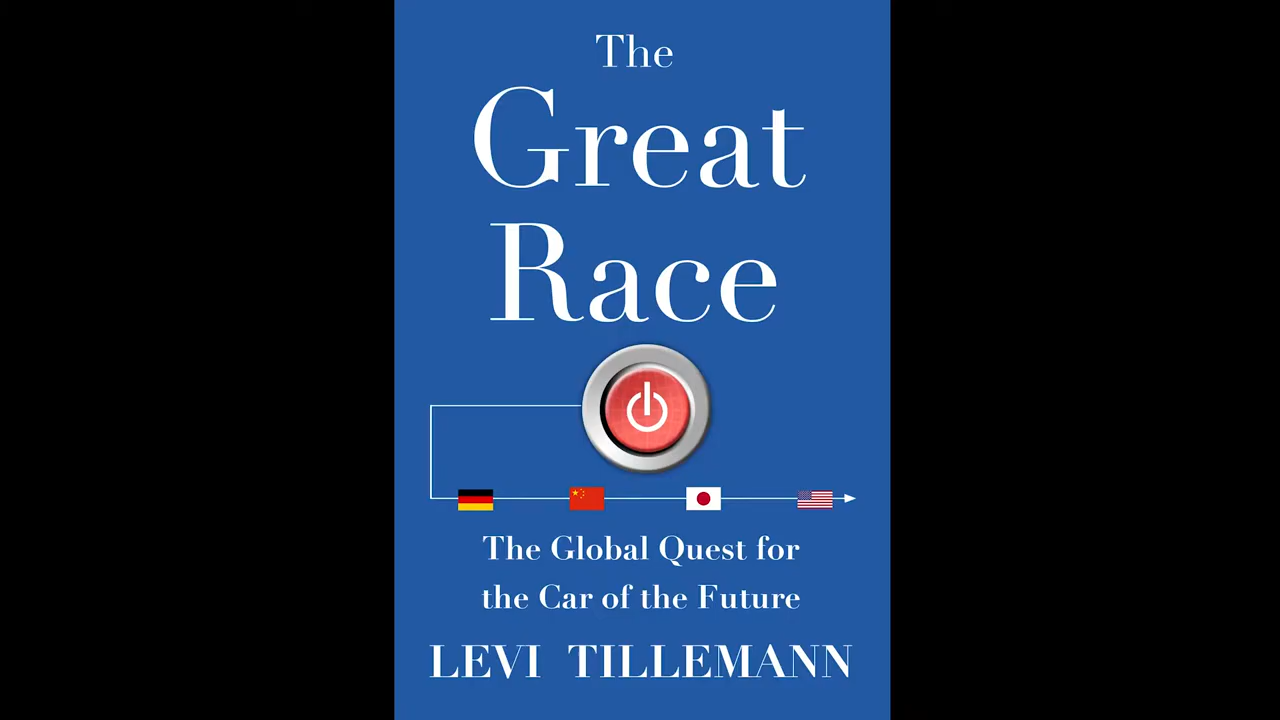 The
Great
Race
The Global Quest for
the Car of the Future
LEVI TILLEMANN